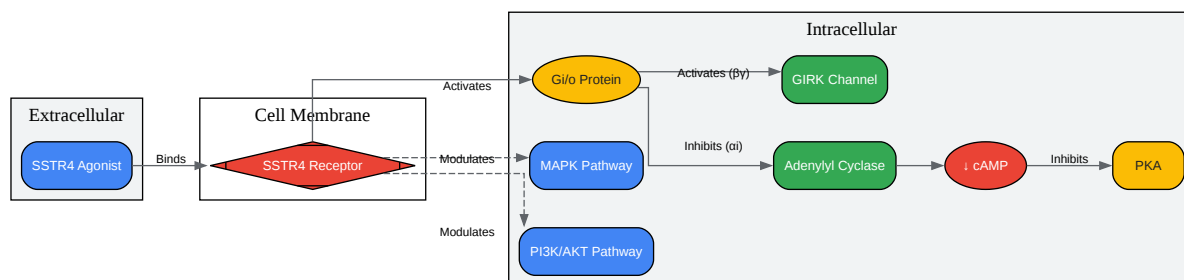 Intracellular
Gi/o Protein
Activates (βγ)
GIRK Channel
Activates
Extracellular
Cell Membrane
SSTR4 Agonist
Binds
SSTR4 Receptor
Modulates
MAPK Pathway
Inhibits (αi)
Adenylyl Cyclase
↓ cAMP
Inhibits
PKA
Modulates
PI3K/AKT Pathway